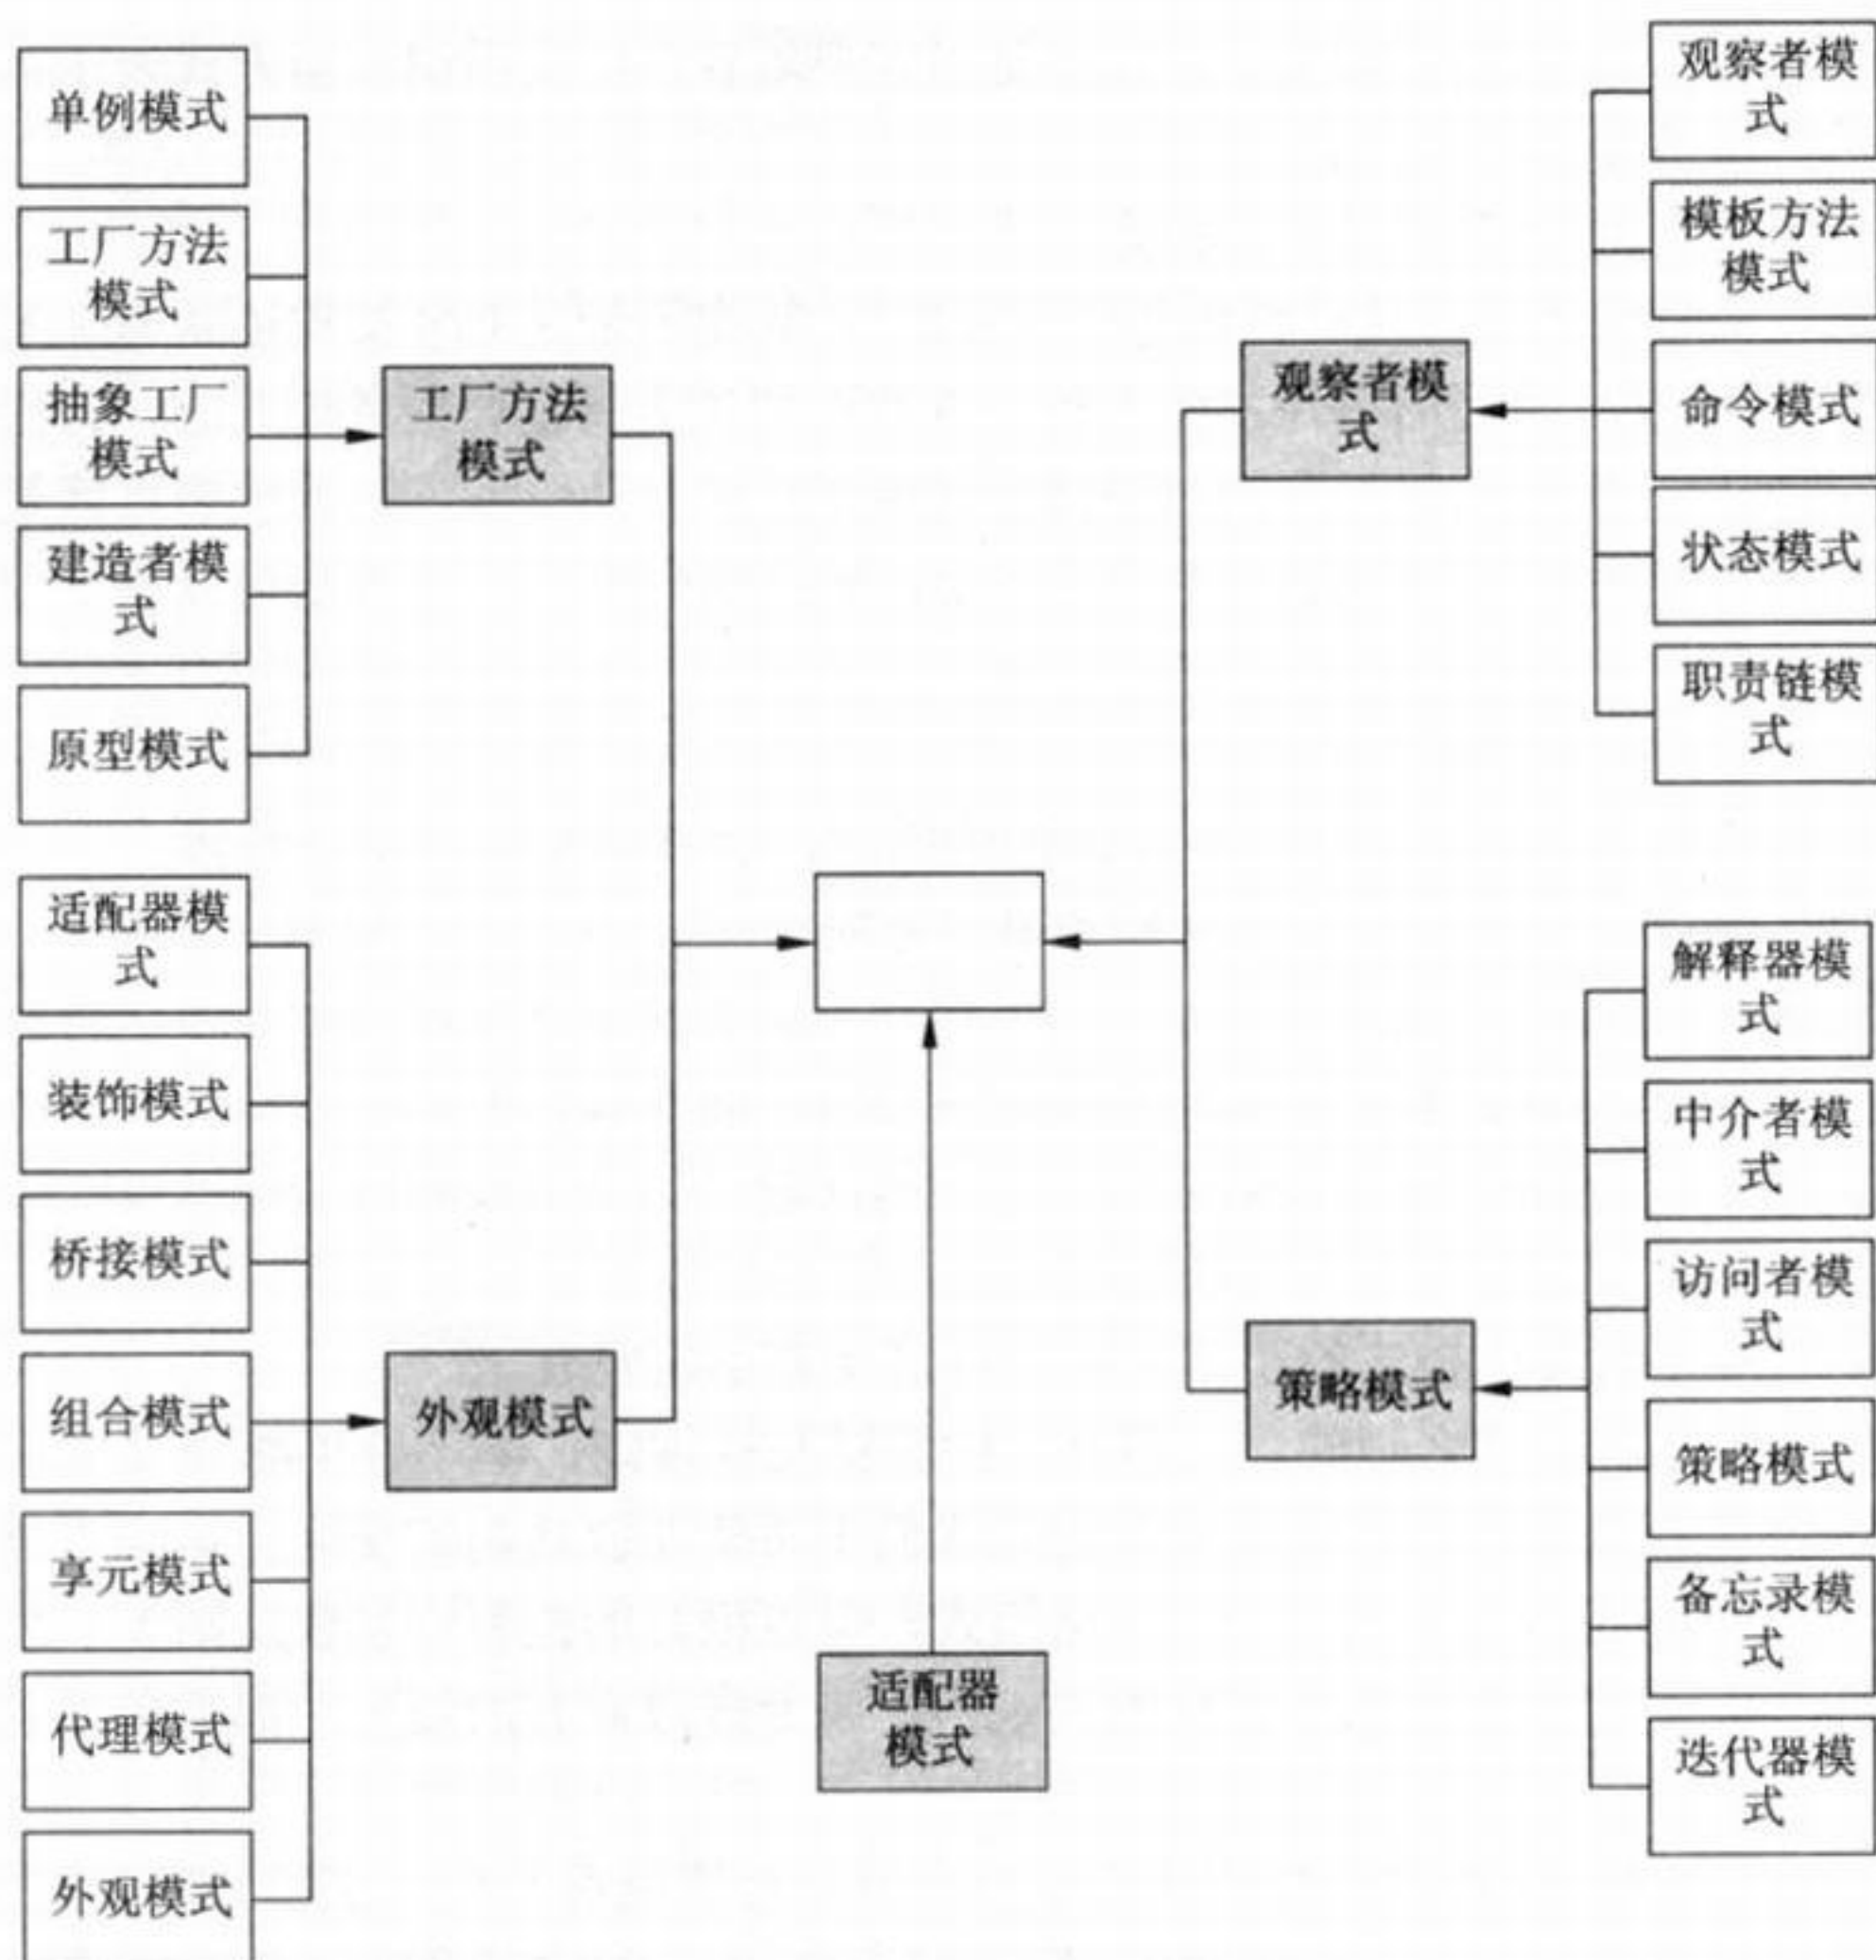 单例模式
工厂方法
模式
抽象工厂
模式
建造者模
式
原型模式
工厂方法
模式
适配器模
式
装饰模式
桥接模式
组合模式
享元模式
代理模式
外观模式
外观模式
适配器
模式
观察者模
式
观察者模
式
模板方法
模式
命令模式
状态模式
职责链模
式
策略模式
解释器模
式
中介者模
式
访问者模
式
策略模式
备忘录模
式
迭代器模
式